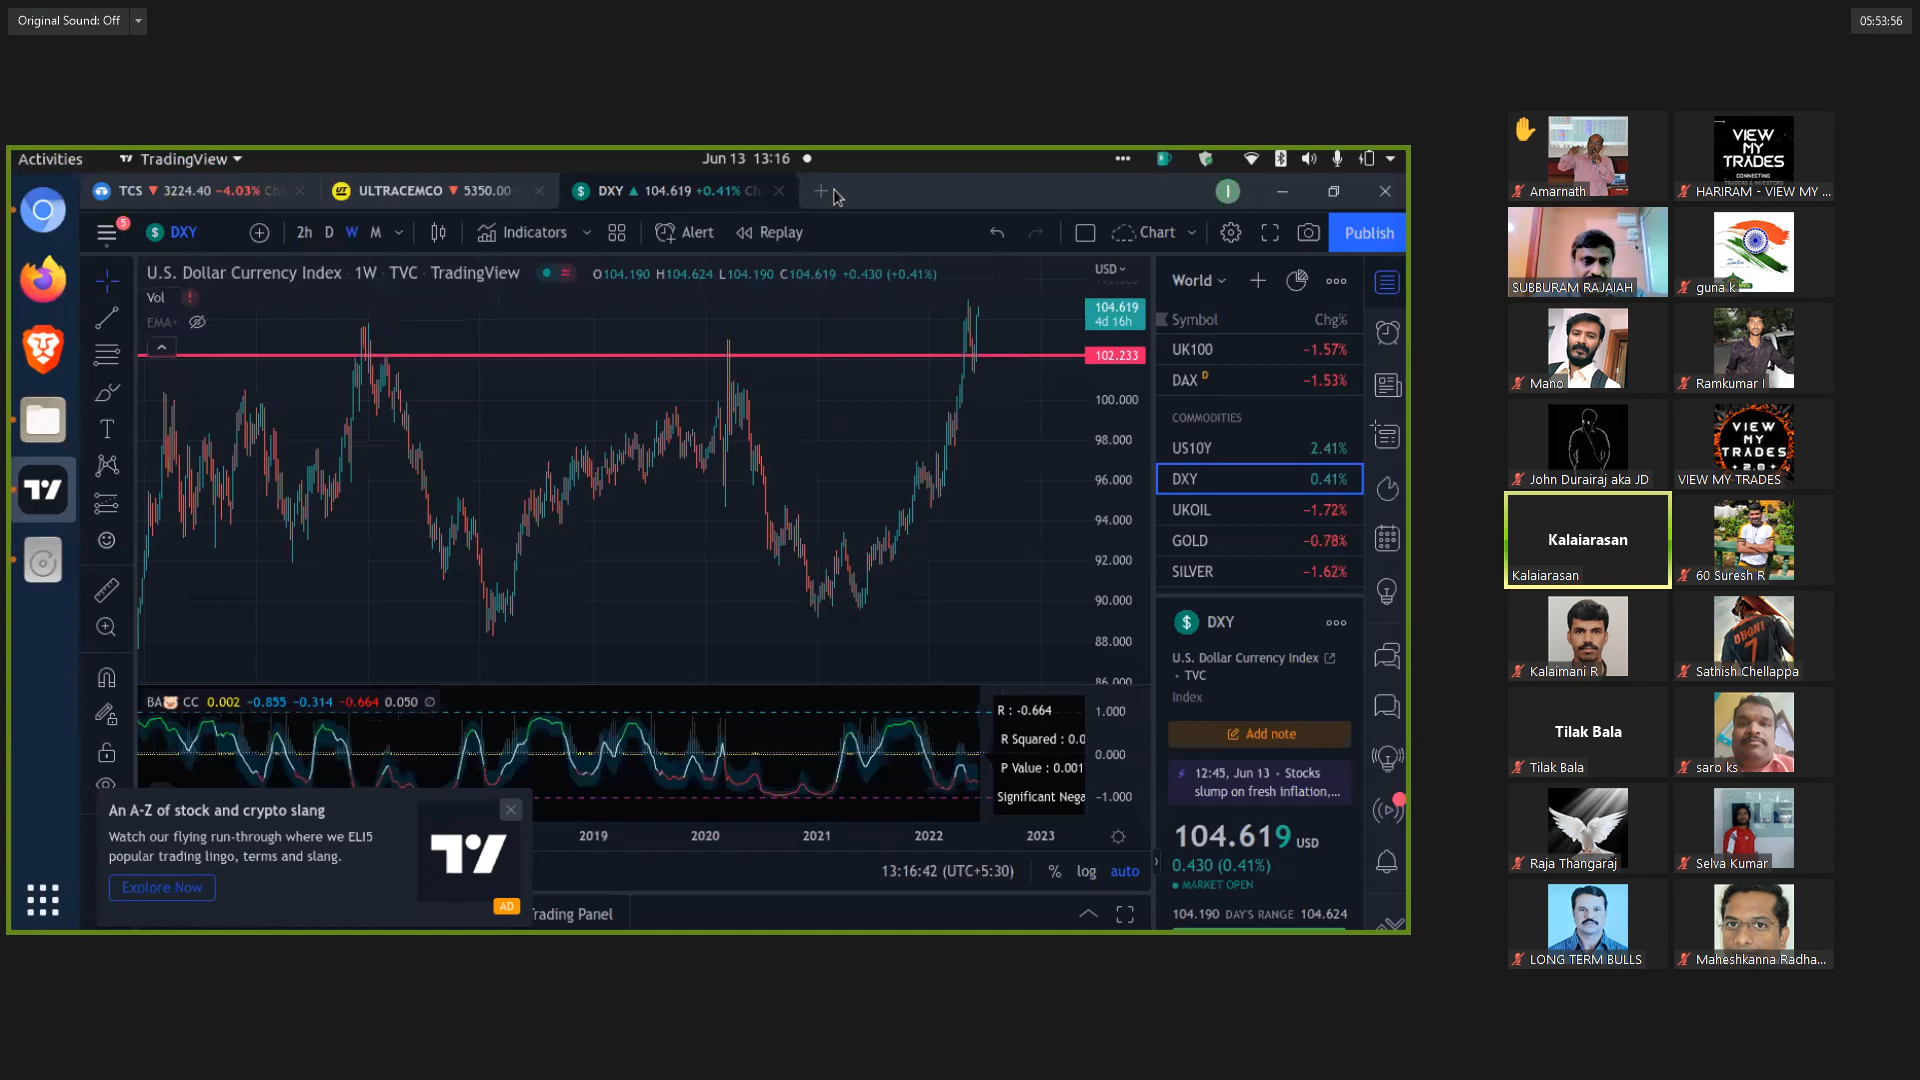 Original Sound: Off
05:53:56
Activities
TradingView
Jun 13 13:16
TCS 3224.40 −4.03%
ULTRACEMCO 5350.00
DXY 104.619 +0.41%
I
5
DXY
2h D W M
Indicators
Alert
Replay
Chart
Publish
U.S. Dollar Currency Index · 1W · TVC · TradingView
O104.190 H104.624 L104.190 C104.619 +0.430 (+0.41%)
USD
Vol
EMA+
104.619
4d 16h
102.233
100.000
98.000
96.000
94.000
92.000
90.000
88.000
86.000
BA CC 0.002 −0.855 −0.314 −0.664 0.050 ∅
R : -0.664
R Squared : 0.0
P Value : 0.001
Significant Nega
1.000
0.000
−1.000
2019 2020 2021 2022 2023
13:16:42 (UTC+5:30)
% log auto
Trading Panel
An A-Z of stock and crypto slang
Watch our flying run-through where we ELI5
popular trading lingo, terms and slang.
Explore Now
AD
World
Symbol Chg%
UK100 −1.57%
DAX D −1.53%
COMMODITIES
US10Y 2.41%
DXY 0.41%
UKOIL −1.72%
GOLD −0.78%
SILVER −1.62%
DXY
U.S. Dollar Currency Index
• TVC
Index
Add note
12:45, Jun 13 · Stocks
slump on fresh inflation,...
104.619 USD
0.430 (0.41%)
MARKET OPEN
104.190 DAY'S RANGE 104.624
Amarnath
VIEW
MY
TRADES
CONNECTING
HARIRAM - VIEW MY ...
SUBBURAM RAJAIAH
guna k
Mano
Ramkumar I
John Durairaj aka JD
VIEW
MY
TRADES
2.0
VIEW MY TRADES
Kalaiarasan
Kalaiarasan
60 Suresh R
Kalaimani R
DHONI
7
Sathish Chellappa
Tilak Bala
Tilak Bala
saro ks
Raja Thangaraj
Selva Kumar
LONG TERM BULLS
Maheshkanna Radha...